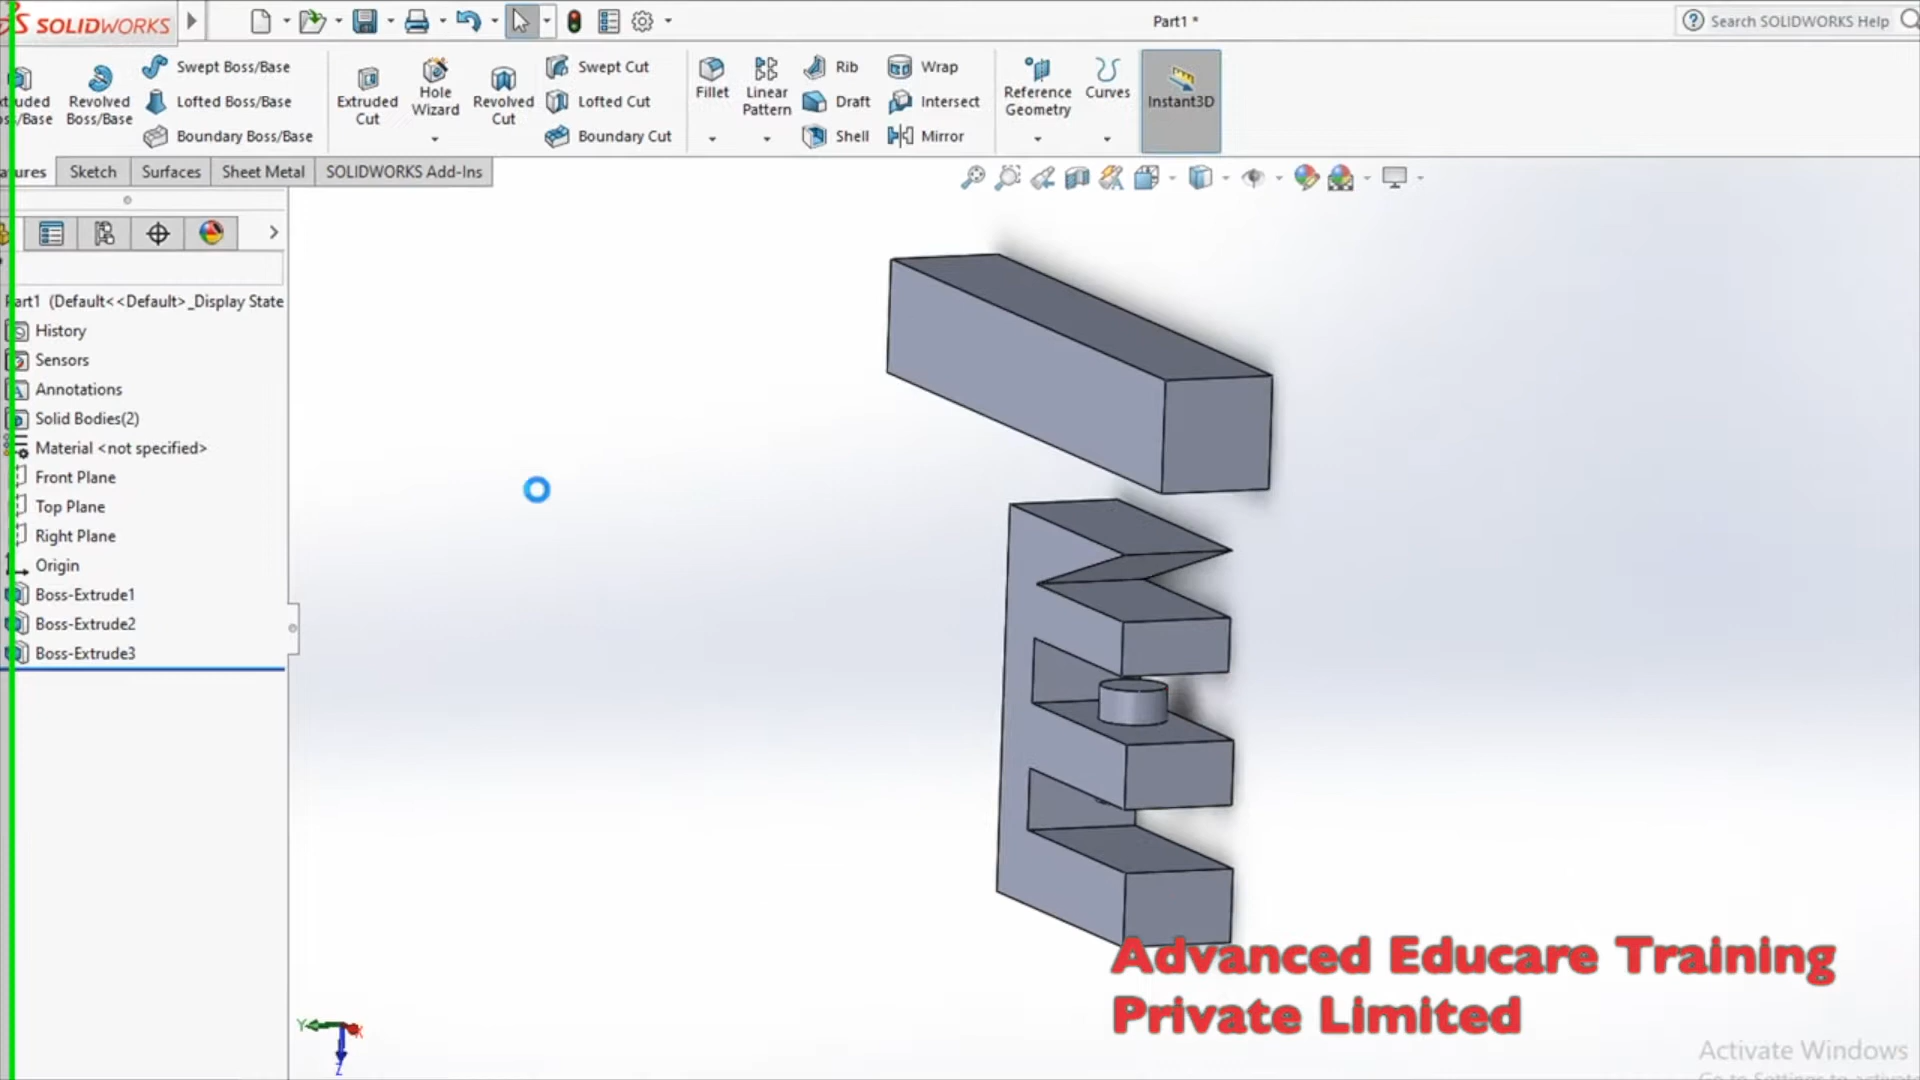 SOLIDWORKS
Part1 *
Search SOLIDWORKS Help
Revolved Boss/Base
Swept Boss/Base
Lofted Boss/Base
Boundary Boss/Base
Extruded Cut
Hole Wizard
Revolved Cut
Swept Cut
Lofted Cut
Boundary Cut
Fillet
Linear Pattern
Rib
Draft
Shell
Wrap
Intersect
Mirror
Reference Geometry
Curves
Instant3D
Sketch
Surfaces
Sheet Metal
SOLIDWORKS Add-Ins
Part1 (Default<<Default>_Display State
History
Sensors
Annotations
Solid Bodies(2)
Material <not specified>
Front Plane
Top Plane
Right Plane
Origin
Boss-Extrude1
Boss-Extrude2
Boss-Extrude3
Y
X
Z
Advanced Educare Training
Private Limited
Activate Windows